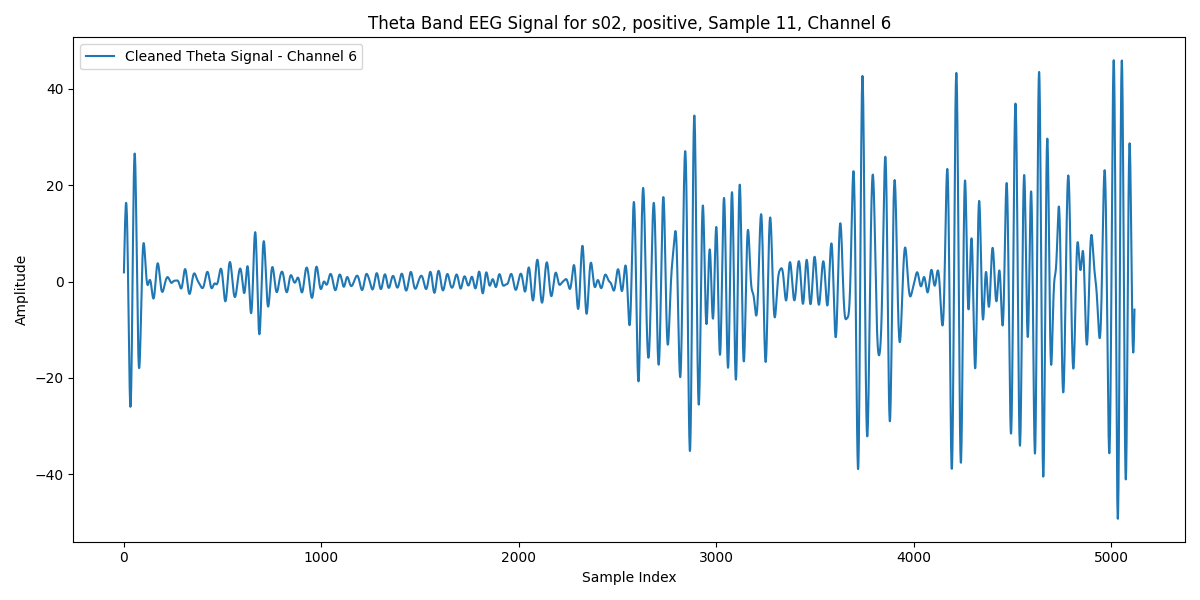 Theta Band EEG Signal for s02, positive, Sample 11, Channel 6
Cleaned Theta Signal - Channel 6
Amplitude
40
20
0
−20
−40
0 1000 2000 3000 4000 5000
Sample Index